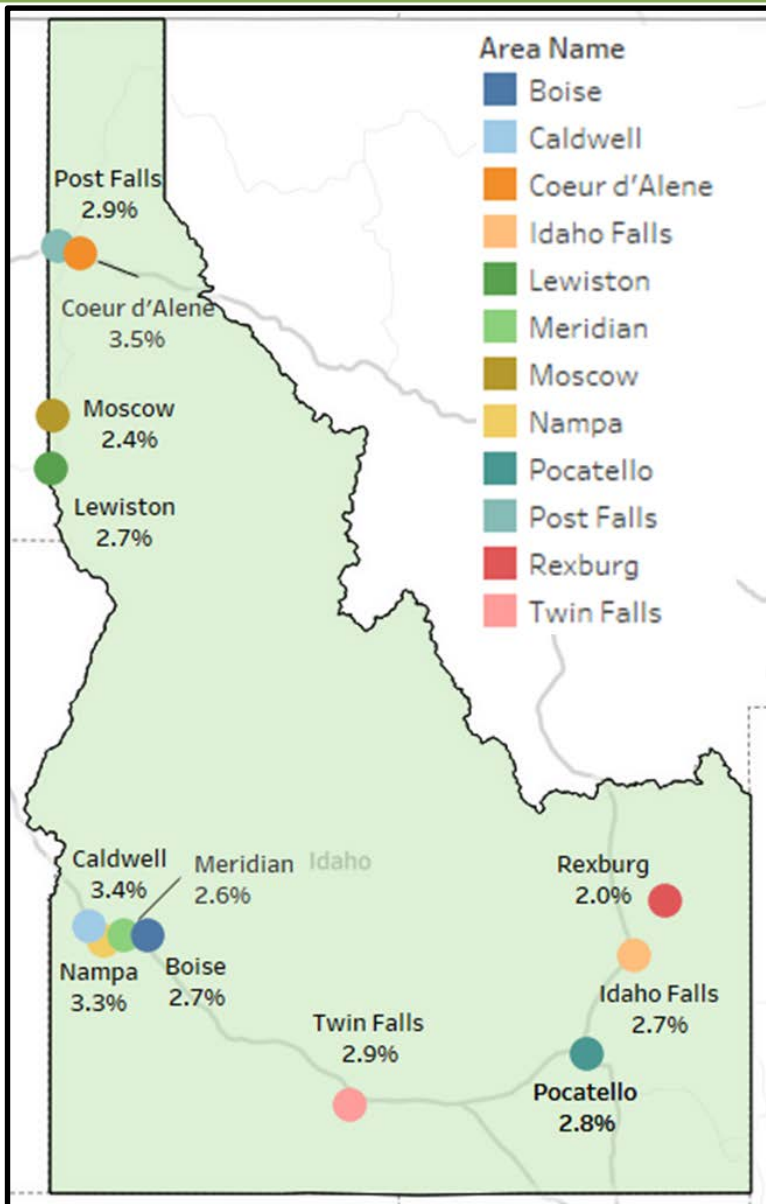 Area Name
Boise
Caldwell
Coeur d'Alene
Idaho Falls
Lewiston
Meridian
Moscow
Nampa
Pocatello
Post Falls
Rexburg
Twin Falls
Post Falls
2.9%
Coeur d'Alene
3.5%
Moscow
2.4%
Lewiston
2.7%
Caldwell
3.4%
Meridian
2.6%
Idaho
Nampa
3.3%
Boise
2.7%
Twin Falls
2.9%
Rexburg
2.0%
Idaho Falls
2.7%
Pocatello
2.8%